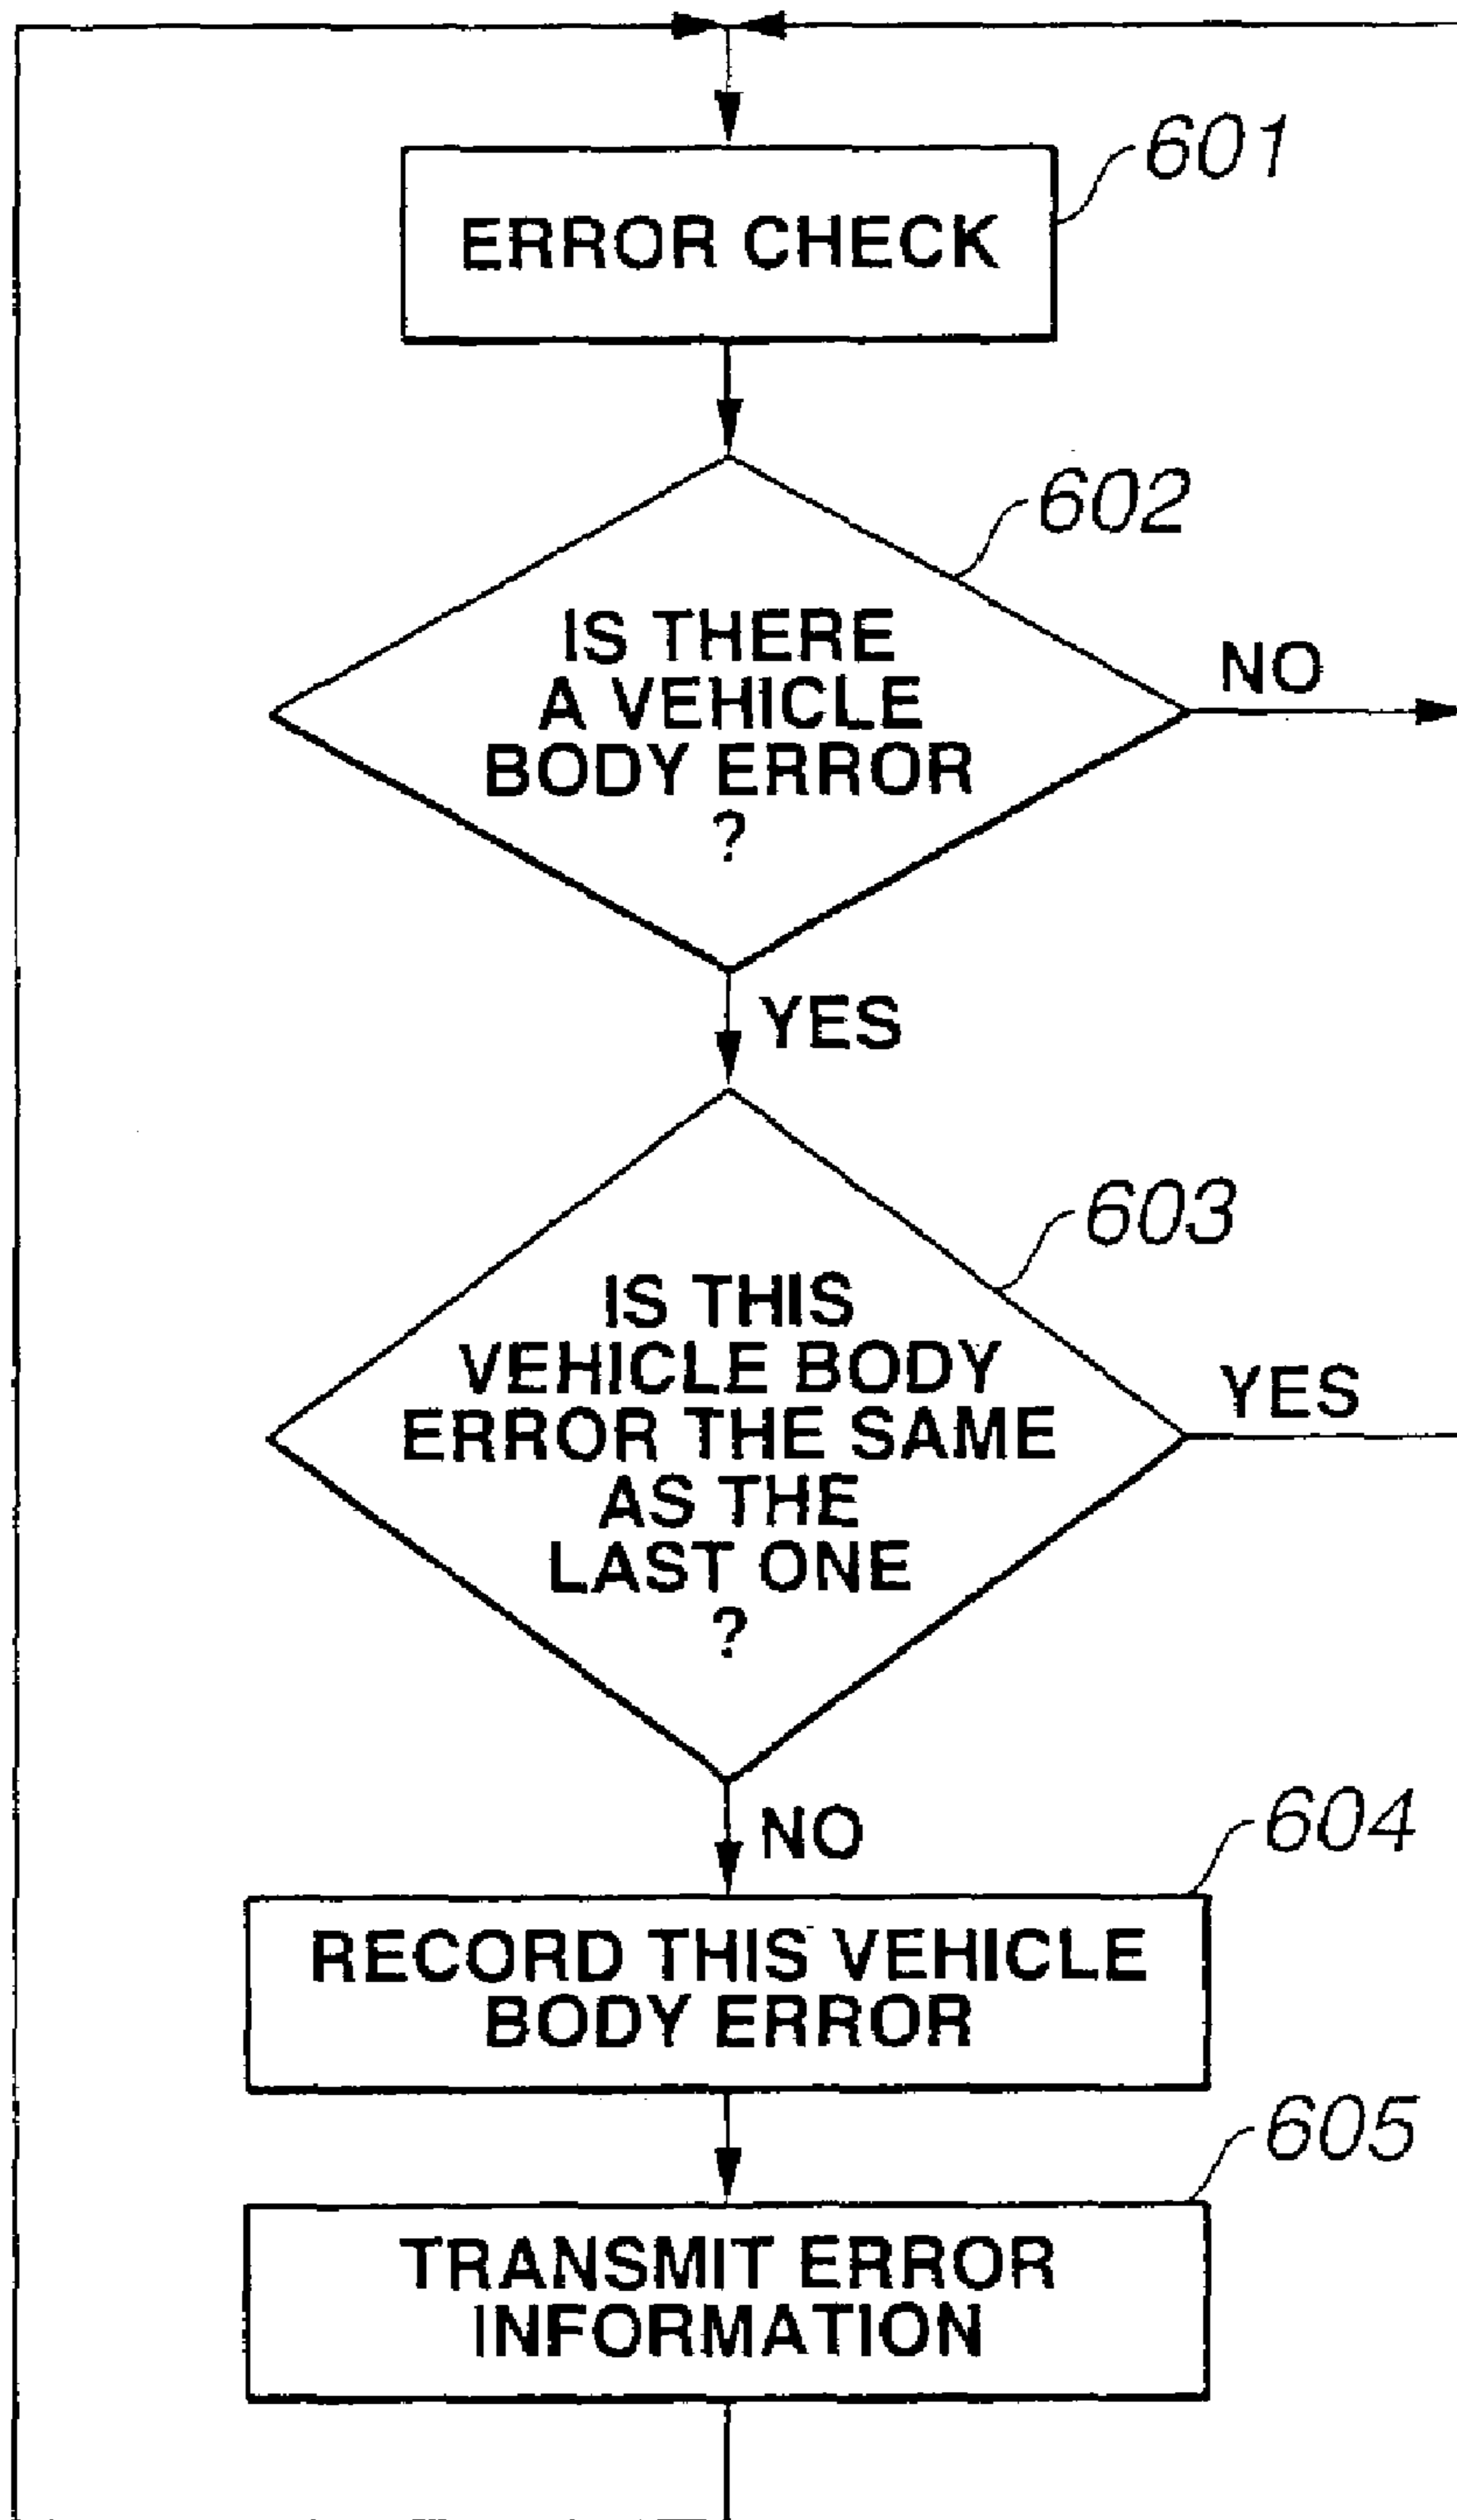 601
ERROR CHECK
602
IS THERE
A VEHICLE
BODY ERROR
?
NO
YES
603
IS THIS
VEHICLE BODY
ERROR THE SAME
AS THE
LAST ONE
?
YES
NO
604
RECORD THIS VEHICLE
BODY ERROR
605
TRANSMIT ERROR
INFORMATION